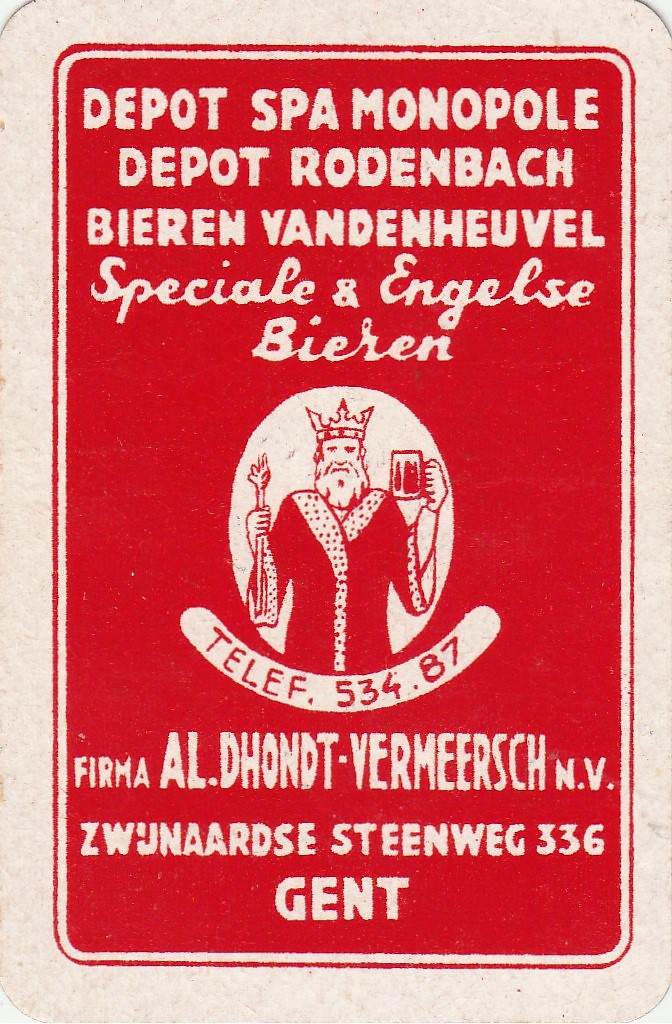 DEPOT SPA MONOPOLE
DEPOT RODENBACH
BIEREN VANDENHEUVEL
Speciale & Engelse
Bieren
TELEF. 534.87
FIRMA AL. DHONDT-VERMEERSCH N.V.
ZWIJNAARDSE STEENWEG 336
GENT